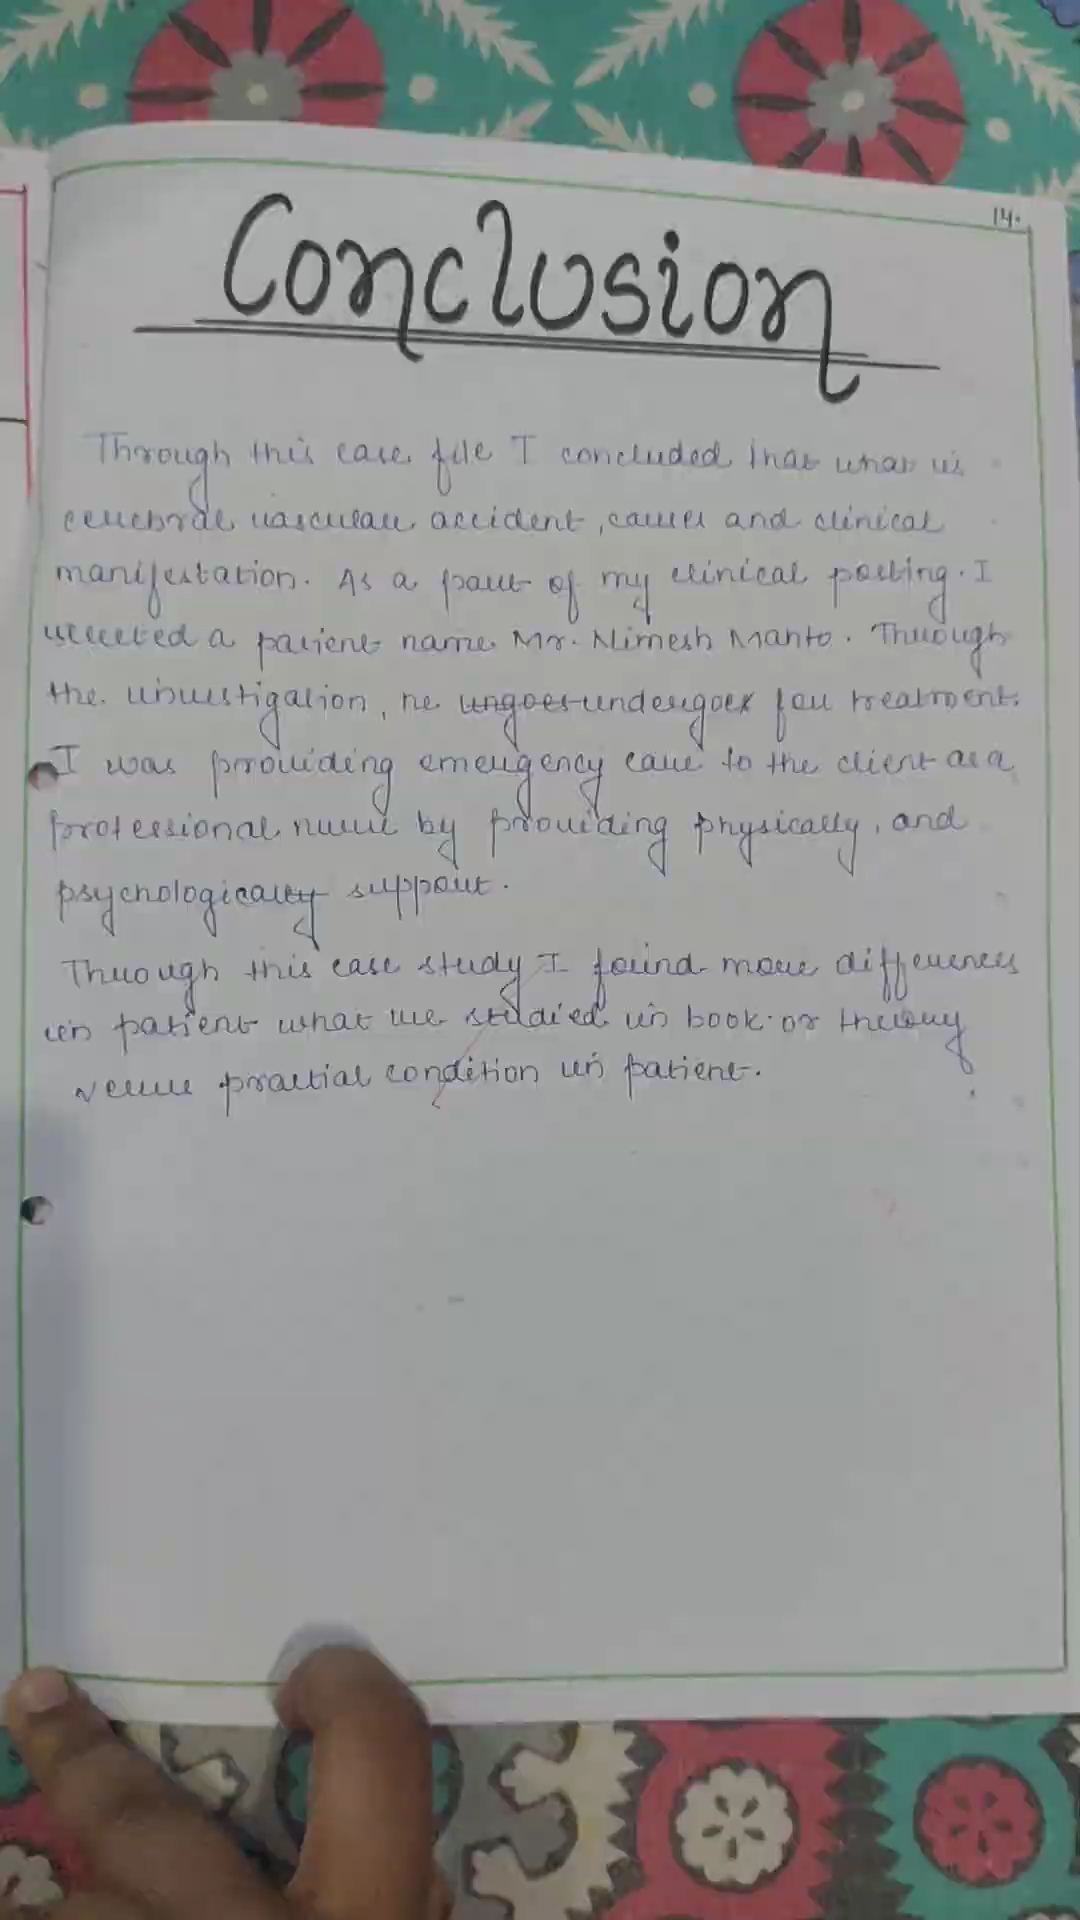 14.
Conclusion
Through this case file I concluded that what is
cerebral vascular accident, causes and clinical
manifestation. As a part of my clinical posting. I
selected a patient name Mr. Nimesh Manto. Through
the investigation, he ungoes undergoes for treatment.
I was providing emergency care to the client as a
professional nurse by providing physically, and
psychologically support.
Through this case study I found more differences
in patient what we studied in book or theory
practial condition in patient.